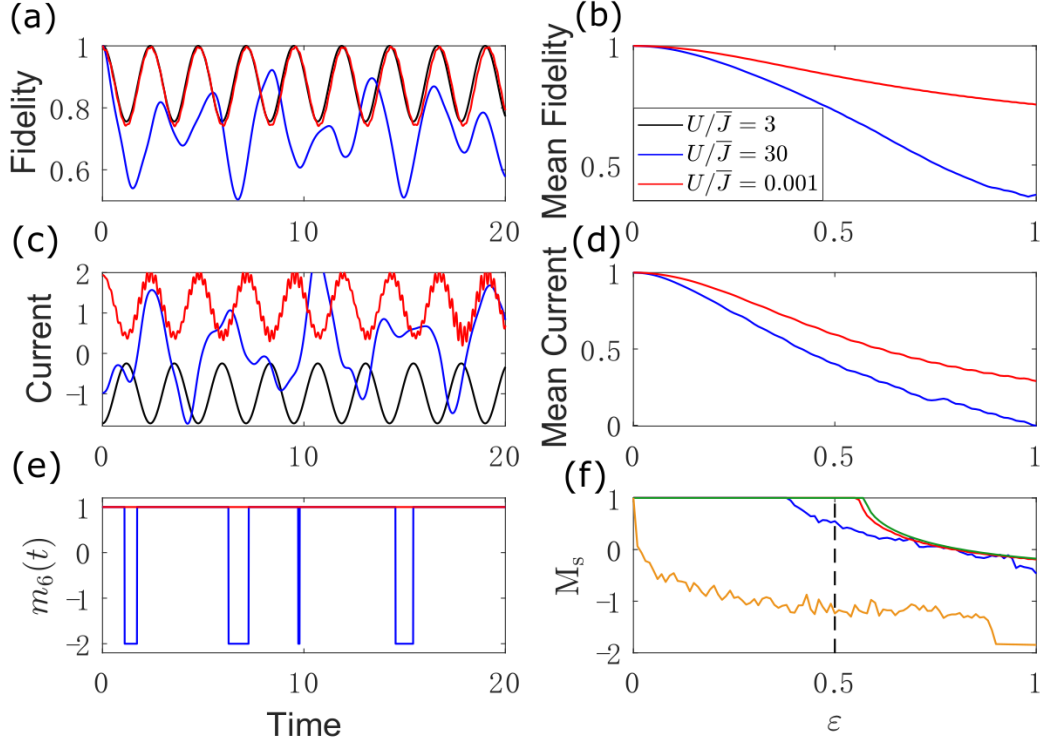 (a)
Fidelity
1
0.8
0.6
0
10
20
(b)
Mean Fidelity
1
0.5
0
0.5
1
U/J̅ = 3
U/J̅ = 30
U/J̅ = 0.001
(c)
Current
2
1
0
−1
0
10
20
(d)
Mean Current
1
0.5
0
0
0.5
1
(e)
m₆(t)
1
0
−1
−2
0
10
20
Time
(f)
Mₛ
1
0
−1
−2
0
0.5
1
ε